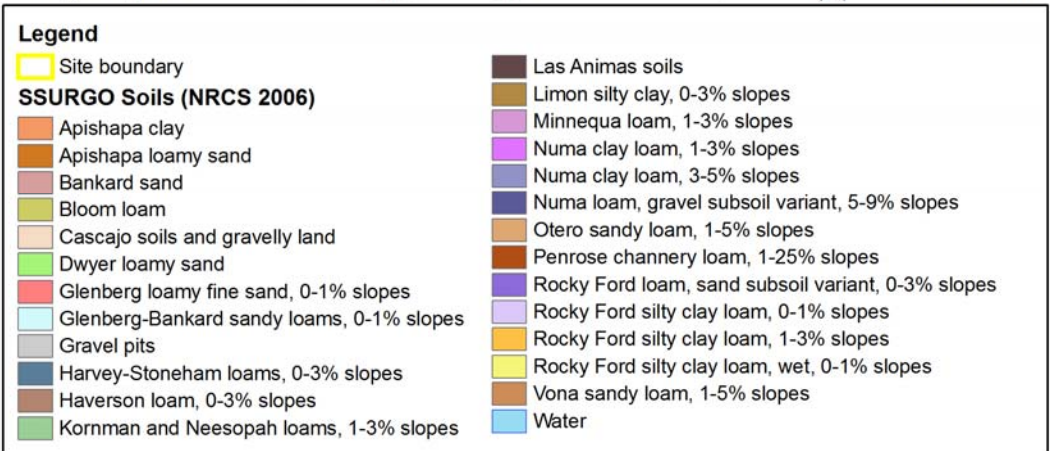 Legend
Site boundary
SSURGO Soils (NRCS 2006)
Apishapa clay
Apishapa loamy sand
Bankard sand
Bloom loam
Cascajo soils and gravelly land
Dwyer loamy sand
Glenberg loamy fine sand, 0-1% slopes
Glenberg-Bankard sandy loams, 0-1% slopes
Gravel pits
Harvey-Stoneham loams, 0-3% slopes
Haverson loam, 0-3% slopes
Kornman and Neesopah loams, 1-3% slopes
Las Animas soils
Limon silty clay, 0-3% slopes
Minnequa loam, 1-3% slopes
Numa clay loam, 1-3% slopes
Numa clay loam, 3-5% slopes
Numa loam, gravel subsoil variant, 5-9% slopes
Otero sandy loam, 1-5% slopes
Penrose channery loam, 1-25% slopes
Rocky Ford loam, sand subsoil variant, 0-3% slopes
Rocky Ford silty clay loam, 0-1% slopes
Rocky Ford silty clay loam, 1-3% slopes
Rocky Ford silty clay loam, wet, 0-1% slopes
Vona sandy loam, 1-5% slopes
Water